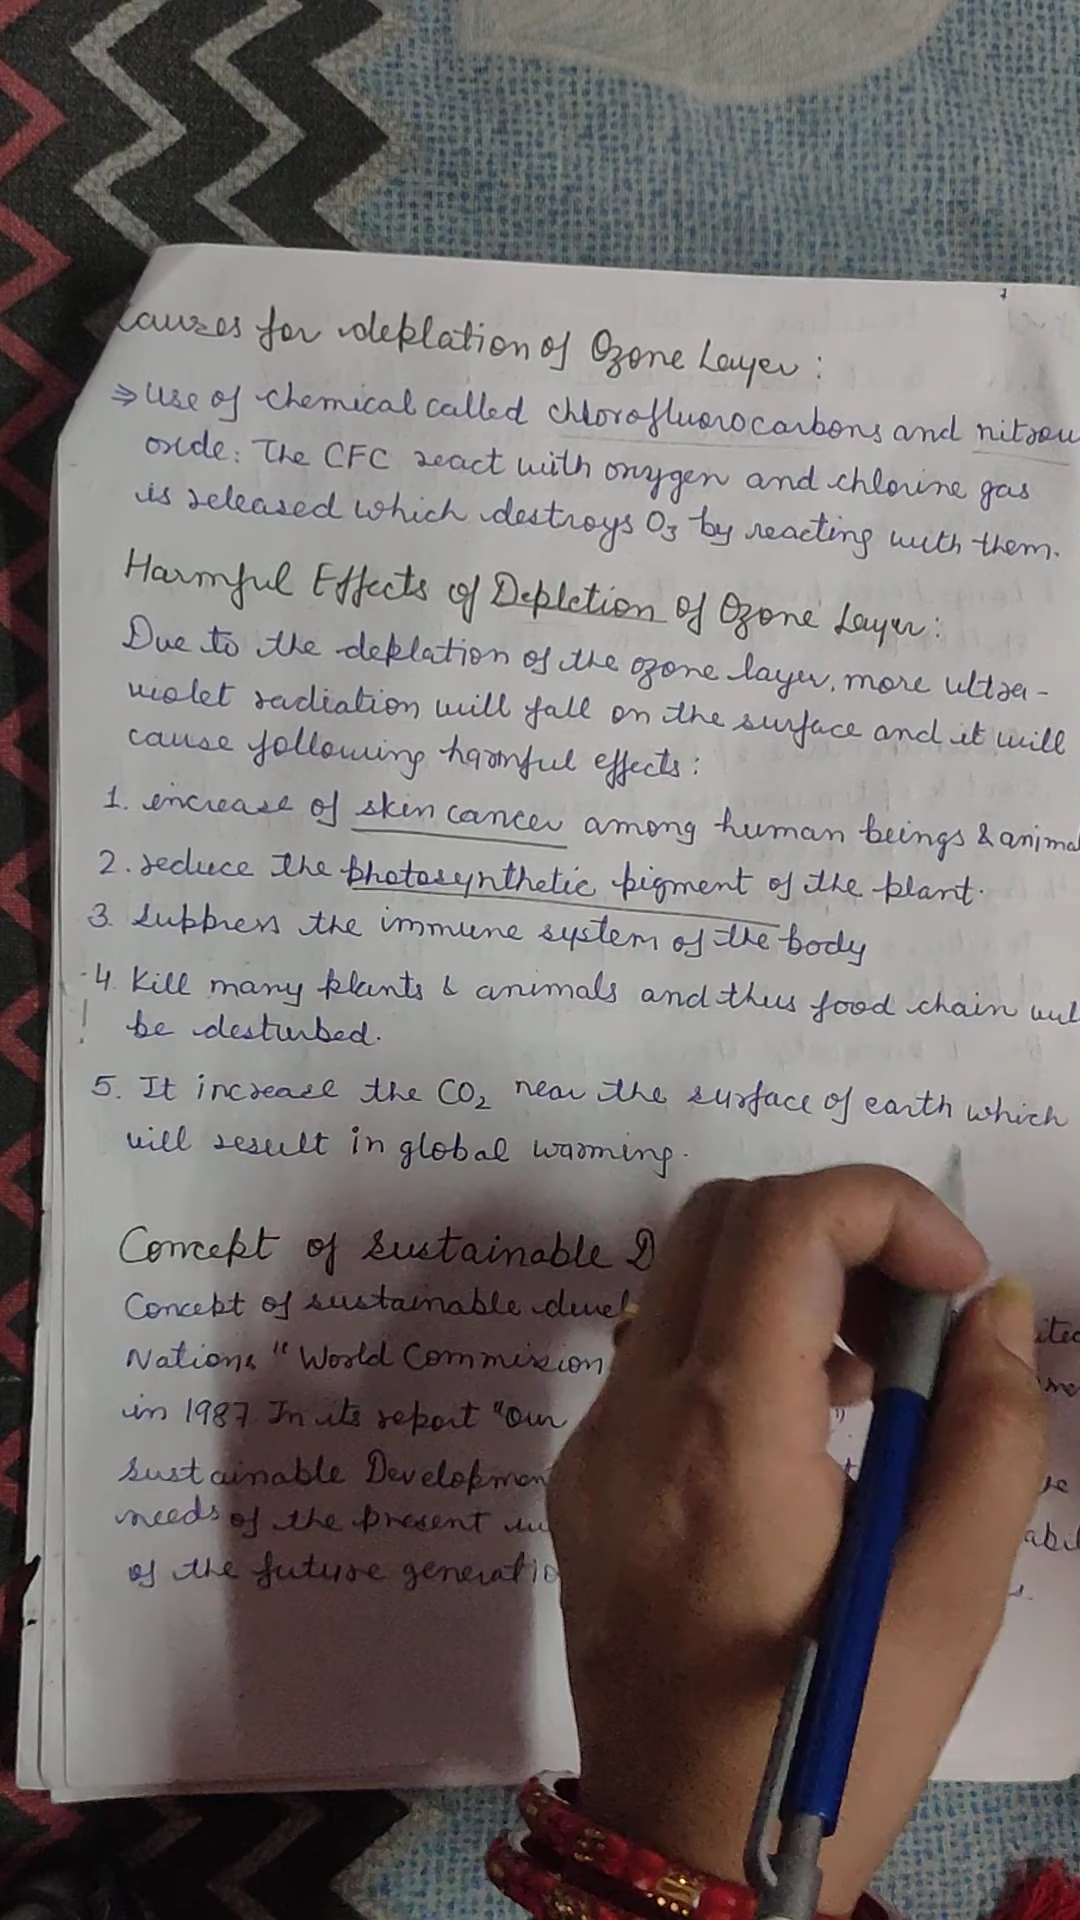 Causes for deplation of Ozone Layer :
⇒ Use of chemical called chlorofluorocarbons and nitrou
oxide. The CFC react with oxygen and chlorine gas
is released which destroys O3 by reacting with them.
Harmful Effects of Depletion of Ozone Layer :
Due to the deplation of the ozone layer, more ultra-
violet radiation will fall on the surface and it will
cause following harmful effects :
1. increase of skin cancer among human beings & animal
2. reduce the photosynthetic pigment of the plant.
3. suppress the immune system of the body
4. Kill many plants & animals and thus food chain wil
be desturbed.
5. It increase the CO2 near the surface of earth which
will result in global warming.
Concept of Sustainable D
Concept of sustainable devel
Nations "World Commission
in 1987 In its report "Our
Sustainable Developmen
needs of the present
of the future generatio